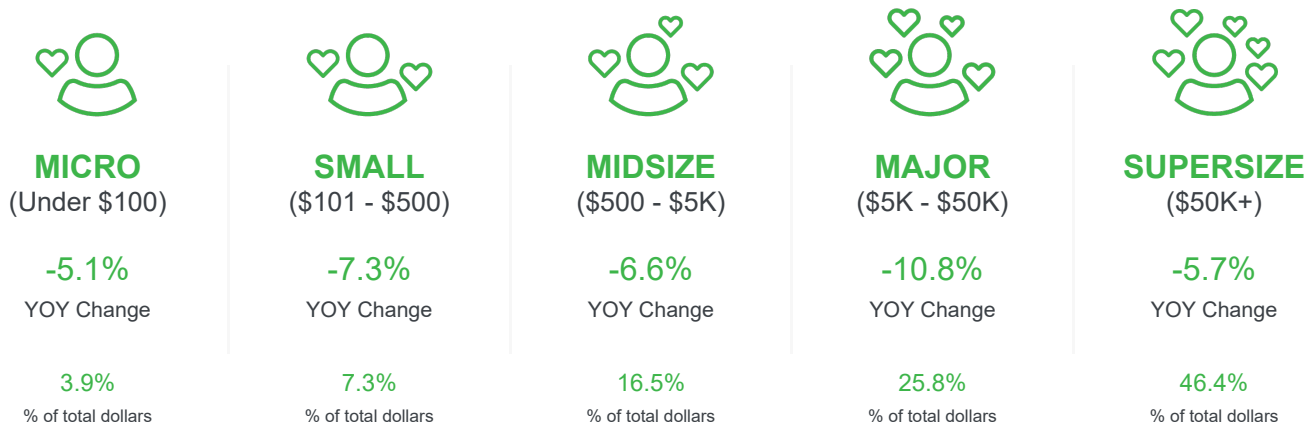 MICRO
(Under $100)
-5.1%
YOY Change
3.9%
% of total dollars
SMALL
($101 - $500)
-7.3%
YOY Change
7.3%
% of total dollars
MIDSIZE
($500 - $5K)
-6.6%
YOY Change
16.5%
% of total dollars
MAJOR
($5K - $50K)
-10.8%
YOY Change
25.8%
% of total dollars
SUPERSIZE
($50K+)
-5.7%
YOY Change
46.4%
% of total dollars